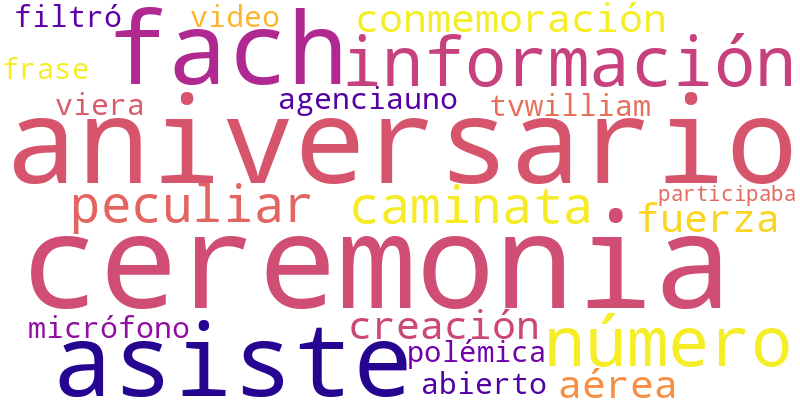 filtró video conmemoración
frase fach información
viera agenciauno tvwilliam
aniversario
peculiar caminata participaba
fuerza
ceremonia
micrófono creación número
asiste polémica
abierto aérea